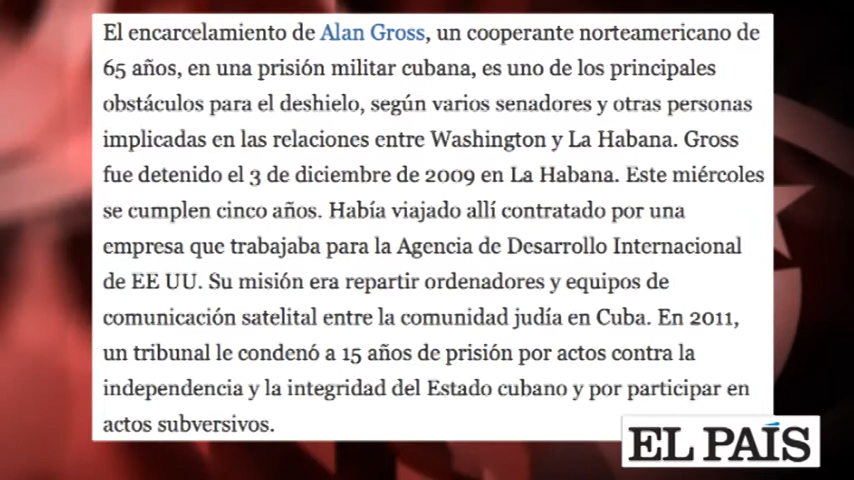 El encarcelamiento de Alan Gross, un cooperante norteamericano de
65 años, en una prisión militar cubana, es uno de los principales
obstáculos para el deshielo, según varios senadores y otras personas
implicadas en las relaciones entre Washington y La Habana. Gross
fue detenido el 3 de diciembre de 2009 en La Habana. Este miércoles
se cumplen cinco años. Había viajado allí contratado por una
empresa que trabajaba para la Agencia de Desarrollo Internacional
de EE UU. Su misión era repartir ordenadores y equipos de
comunicación satelital entre la comunidad judía en Cuba. En 2011,
un tribunal le condenó a 15 años de prisión por actos contra la
independencia y la integridad del Estado cubano y por participar en
actos subversivos.
EL PAÍS